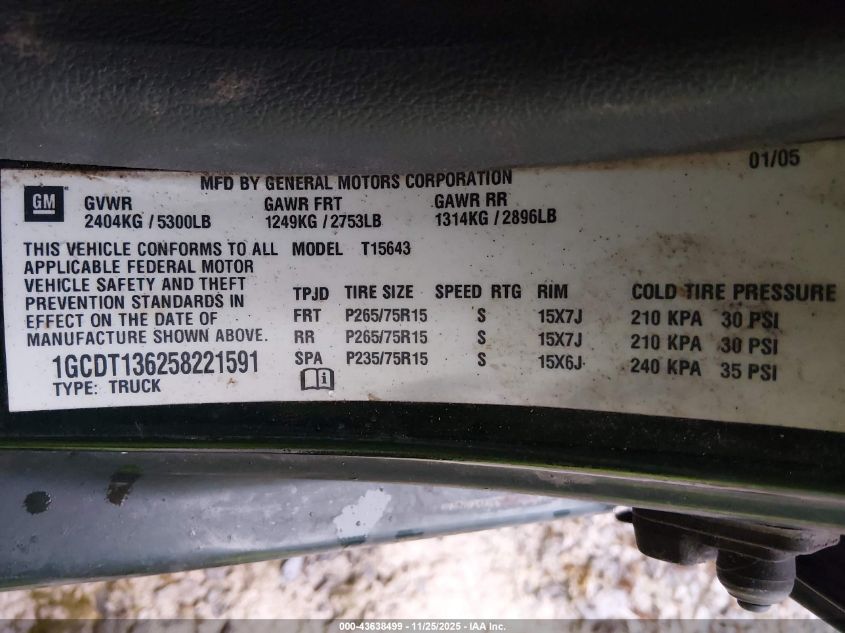 01/05
MFD BY GENERAL MOTORS CORPORATION
GM
GVWR GAWR FRT GAWR RR
2404KG / 5300LB 1249KG / 2753LB 1314KG / 2896LB
THIS VEHICLE CONFORMS TO ALL MODEL T15643
APPLICABLE FEDERAL MOTOR
VEHICLE SAFETY AND THEFT
PREVENTION STANDARDS IN
EFFECT ON THE DATE OF
MANUFACTURE SHOWN ABOVE.
1GCDT136258221591
TYPE: TRUCK
TPJD TIRE SIZE SPEED RTG RIM COLD TIRE PRESSURE
FRT P265/75R15 S 15X7J 210 KPA 30 PSI
RR P265/75R15 S 15X7J 210 KPA 30 PSI
SPA P235/75R15 S 15X6J 240 KPA 35 PSI
000-43638499 - 11/25/2025 - IAA Inc.